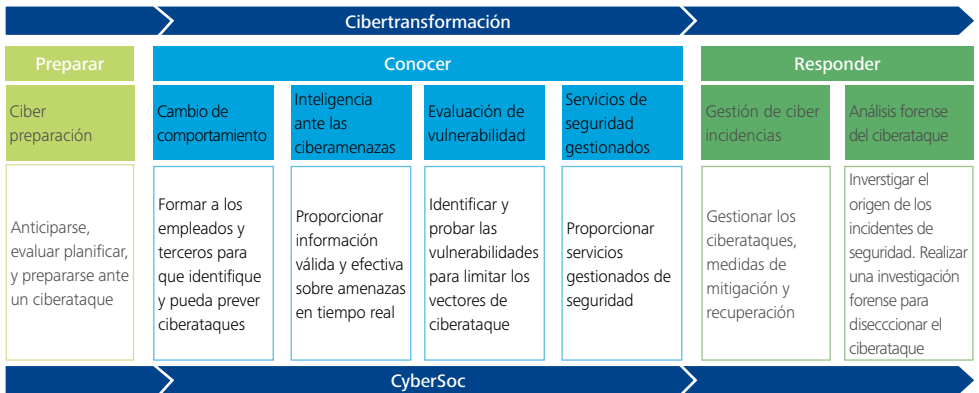 Cibertransformación
Preparar
Conocer
Responder
Ciber
preparación
Cambio de
comportamiento
Inteligencia
ante las
ciberamenazas
Evaluación de
vulnerabilidad
Servicios de
seguridad
gestionados
Gestión de ciber
incidencias
Análisis forense
del ciberataque
Anticiparse,
evaluar planificar,
y prepararse ante
un ciberataque
Formar a los
empleados y
terceros para
que identifique
y pueda prever
ciberataques
Proporcionar
información
válida y efectiva
sobre amenazas
en tiempo real
Identificar y
probar las
vulnerabilidades
para limitar los
vectores de
ciberataque
Proporcionar
servicios
gestionados de
seguridad
Gestionar los
ciberataques,
medidas de
mitigación y
recuperación
Inverstigar el
origen de los
incidentes de
seguridad. Realizar
una investigación
forense para
disecccionar el
ciberataque
CyberSoc